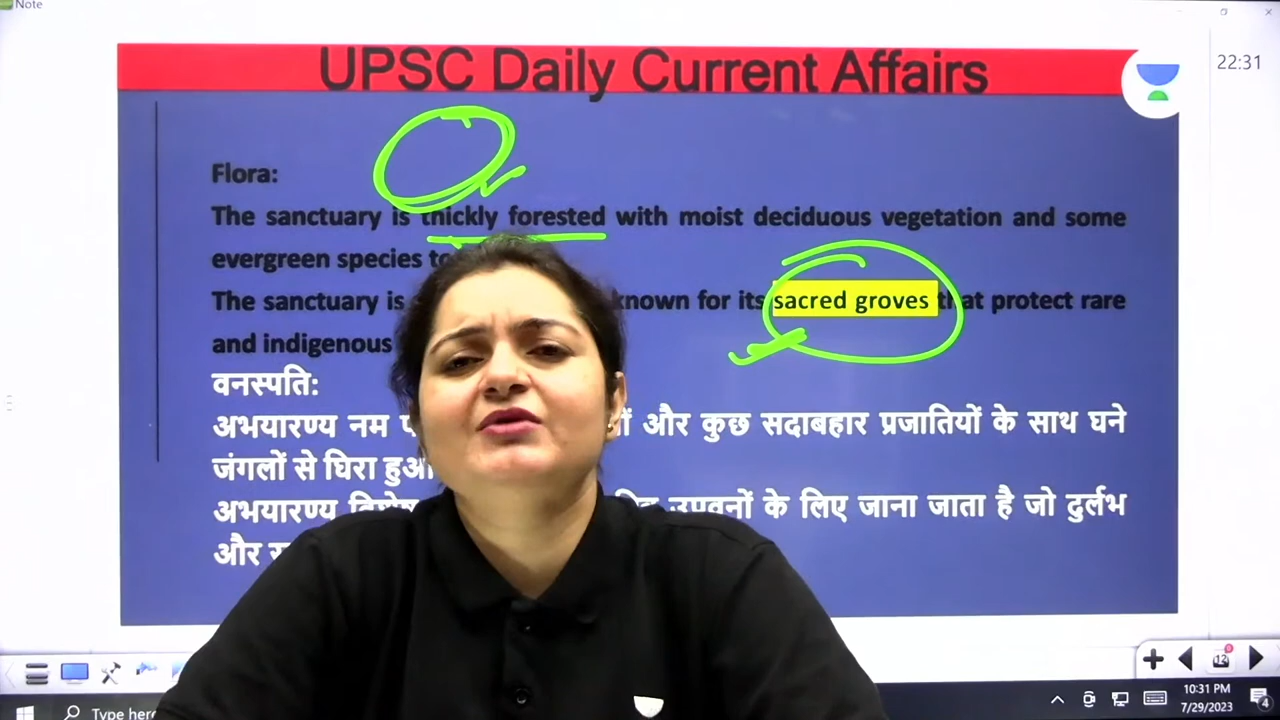 Note
UPSC Daily Current Affairs
22:31
Flora:
The sanctuary is thickly forested with moist deciduous vegetation and some
evergreen species
The sanctuary is known for its sacred groves that protect rare
and indigenous
वनस्पति:
अभयारण्य नम और कुछ सदाबहार प्रजातियों के साथ घने
जंगलों से घिरा हुआ
अभयारण्य उपवनों के लिए जाना जाता है जो दुर्लभ
और
12
10:31 PM
Type here
7/29/2023
4